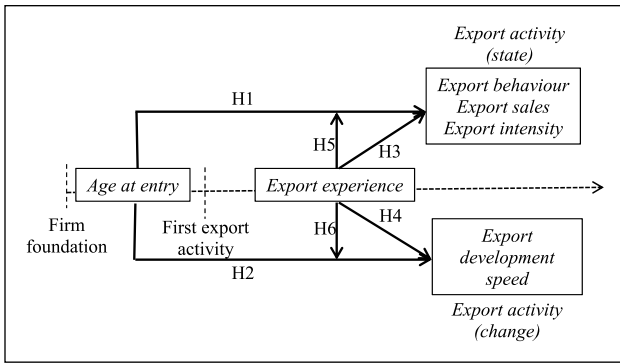 Export activity
(state)
Export behaviour
Export sales
Export intensity
H1
H5
H3
Age at entry
Export experience
Firm
foundation
First export
activity
H6
H4
H2
Export
development
speed
Export activity
(change)